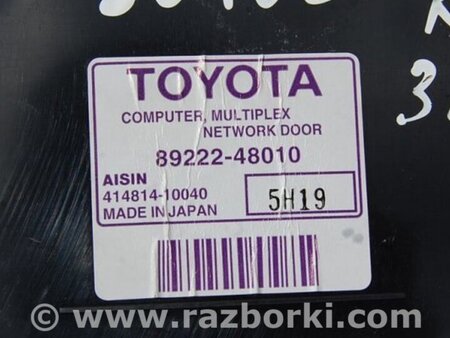 TOYOTA
COMPUTER, MULTIPLEX
NETWORK DOOR
89222-48010
AISIN
414814-10040
MADE IN JAPAN
5H19
© www.razborki.com